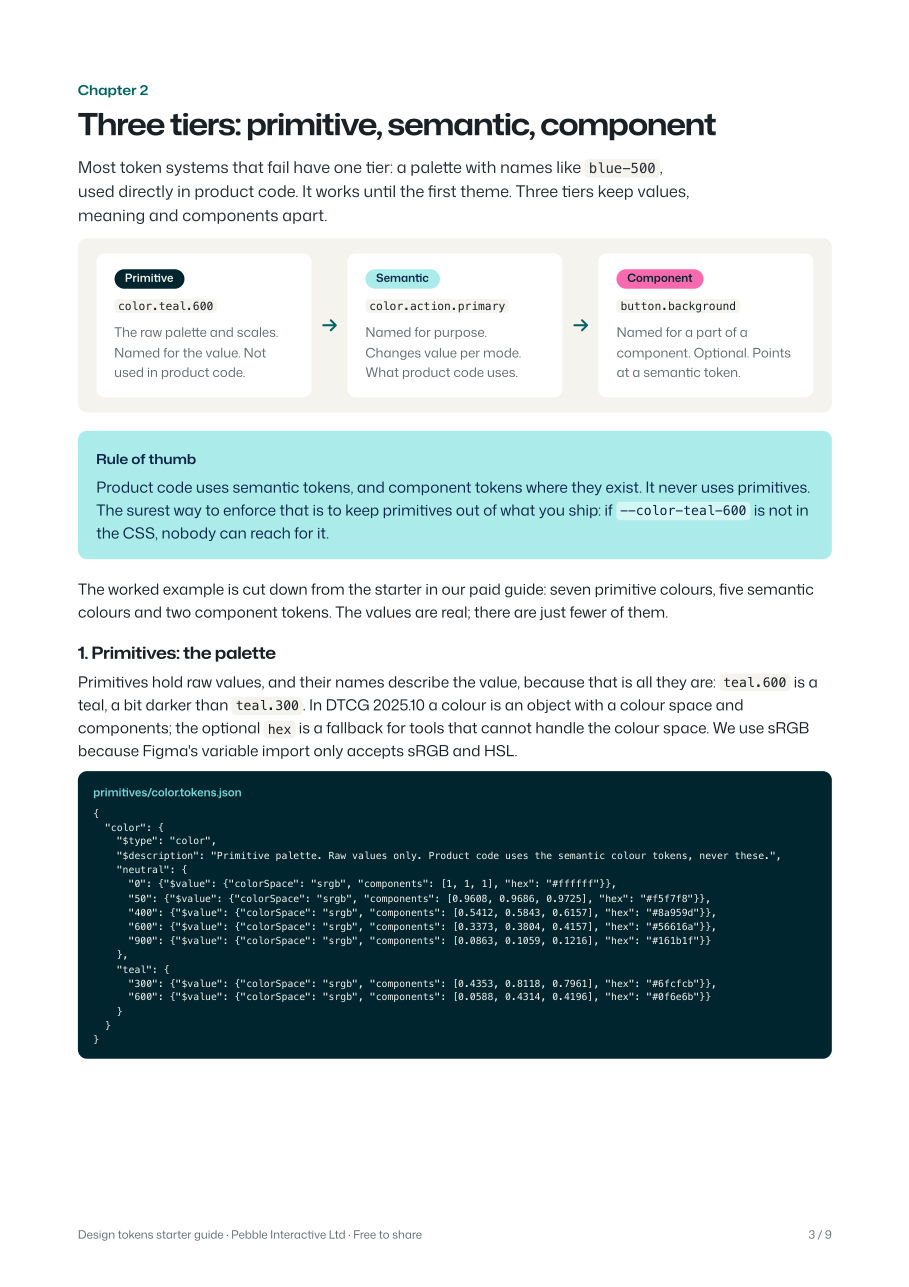 Chapter 2
Three tiers: primitive, semantic, component
Most token systems that fail have one tier: a palette with names like blue-500,
used directly in product code. It works until the first theme. Three tiers keep values,
meaning and components apart.
Primitive
color.teal.600
The raw palette and scales.
Named for the value. Not
used in product code.
→
Semantic
color.action.primary
Named for purpose.
Changes value per mode.
What product code uses.
→
Component
button.background
Named for a part of a
component. Optional. Points
at a semantic token.
Rule of thumb
Product code uses semantic tokens, and component tokens where they exist. It never uses primitives.
The surest way to enforce that is to keep primitives out of what you ship: if --color-teal-600 is not in
the CSS, nobody can reach for it.
The worked example is cut down from the starter in our paid guide: seven primitive colours, five semantic
colours and two component tokens. The values are real; there are just fewer of them.
1. Primitives: the palette
Primitives hold raw values, and their names describe the value, because that is all they are: teal.600 is a
teal, a bit darker than teal.300. In DTCG 2025.10 a colour is an object with a colour space and
components; the optional hex is a fallback for tools that cannot handle the colour space. We use sRGB
because Figma's variable import only accepts sRGB and HSL.
primitives/color.tokens.json
{
  "color": {
    "$type": "color",
    "$description": "Primitive palette. Raw values only. Product code uses the semantic colour tokens, never these.",
    "neutral": {
      "0": {"$value": {"colorSpace": "srgb", "components": [1, 1, 1], "hex": "#ffffff"}},
      "50": {"$value": {"colorSpace": "srgb", "components": [0.9608, 0.9686, 0.9725], "hex": "#f5f7f8"}},
      "400": {"$value": {"colorSpace": "srgb", "components": [0.5412, 0.5843, 0.6157], "hex": "#8a959d"}},
      "600": {"$value": {"colorSpace": "srgb", "components": [0.3373, 0.3804, 0.4157], "hex": "#56616a"}},
      "900": {"$value": {"colorSpace": "srgb", "components": [0.0863, 0.1059, 0.1216], "hex": "#161b1f"}}
    },
    "teal": {
      "300": {"$value": {"colorSpace": "srgb", "components": [0.4353, 0.8118, 0.7961], "hex": "#6fcfcb"}},
      "600": {"$value": {"colorSpace": "srgb", "components": [0.0588, 0.4314, 0.4196], "hex": "#0f6e6b"}}
    }
  }
}
Design tokens starter guide · Pebble Interactive Ltd · Free to share
3 / 9